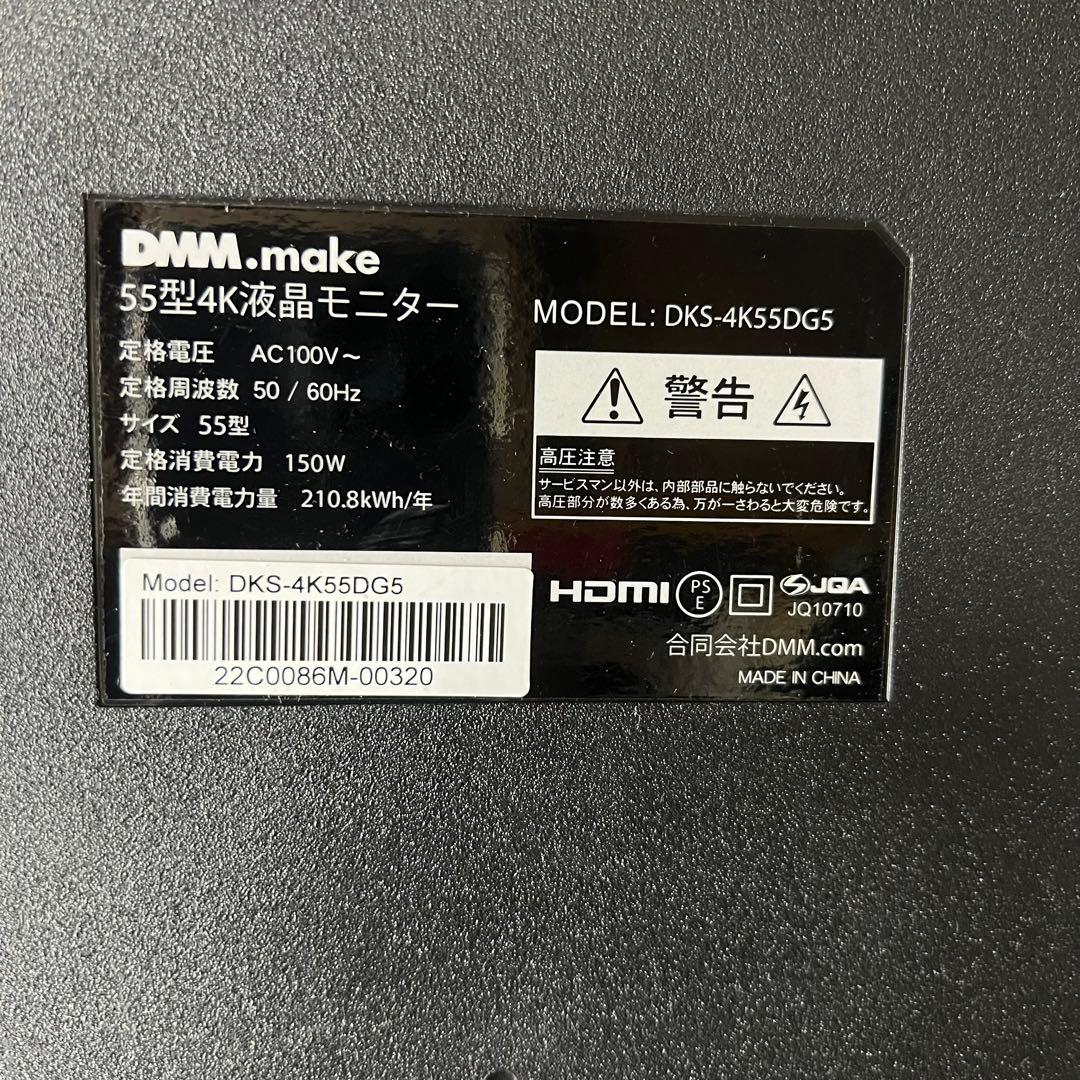 DMM.make
55型4K液晶モニター
定格電圧 AC100V～
定格周波数 50 / 60Hz
サイズ 55型
定格消費電力 150W
年間消費電力量 210.8kWh/年
Model: DKS-4K55DG5
22C0086M-00320
MODEL: DKS-4K55DG5
警告
高圧注意
サービスマン以外は、内部部品に触らないでください。
高圧部分が数多くある為、万が一さわると大変危険です。
HDMI PS E JQA
JQ10710
合同会社DMM.com
MADE IN CHINA